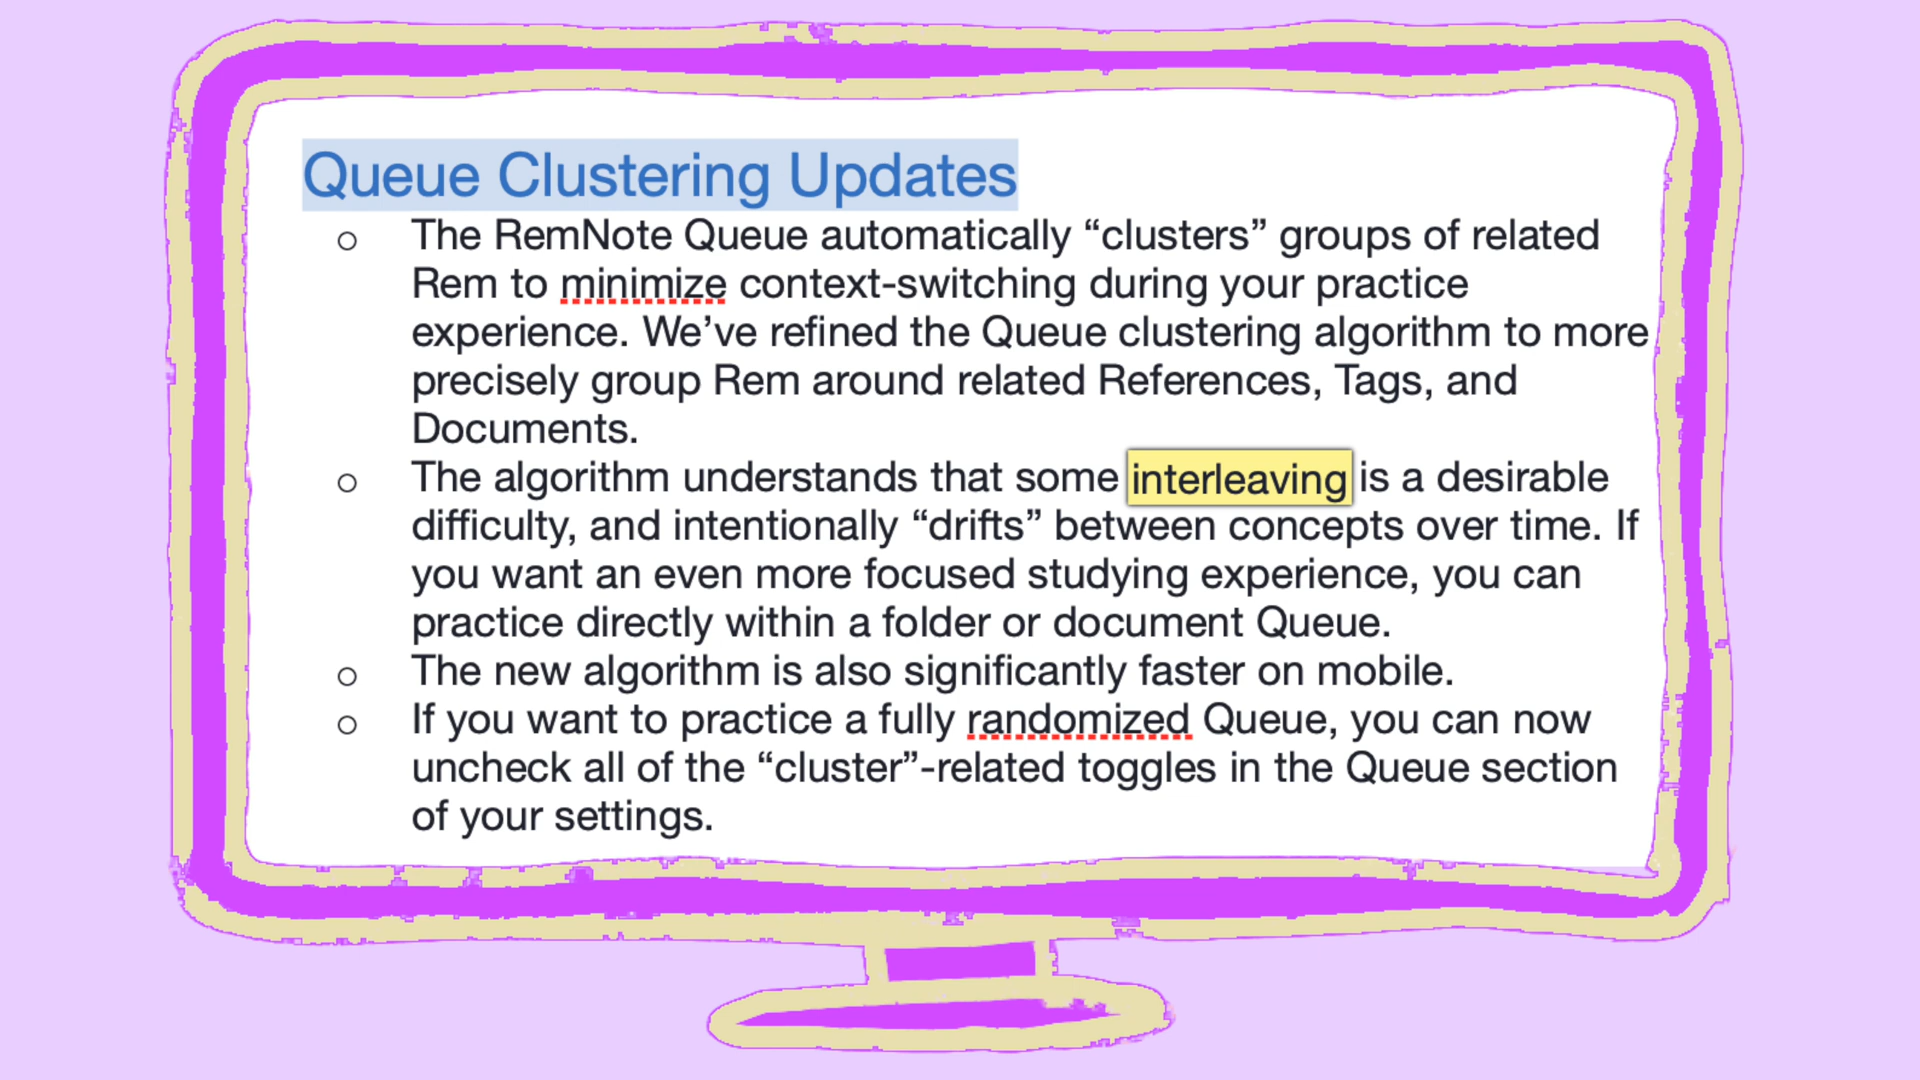 Queue Clustering Updates
○ The RemNote Queue automatically “clusters” groups of related
Rem to minimize context-switching during your practice
experience. We’ve refined the Queue clustering algorithm to more
precisely group Rem around related References, Tags, and
Documents.
○ The algorithm understands that some interleaving is a desirable
difficulty, and intentionally “drifts” between concepts over time. If
you want an even more focused studying experience, you can
practice directly within a folder or document Queue.
○ The new algorithm is also significantly faster on mobile.
○ If you want to practice a fully randomized Queue, you can now
uncheck all of the “cluster”-related toggles in the Queue section
of your settings.